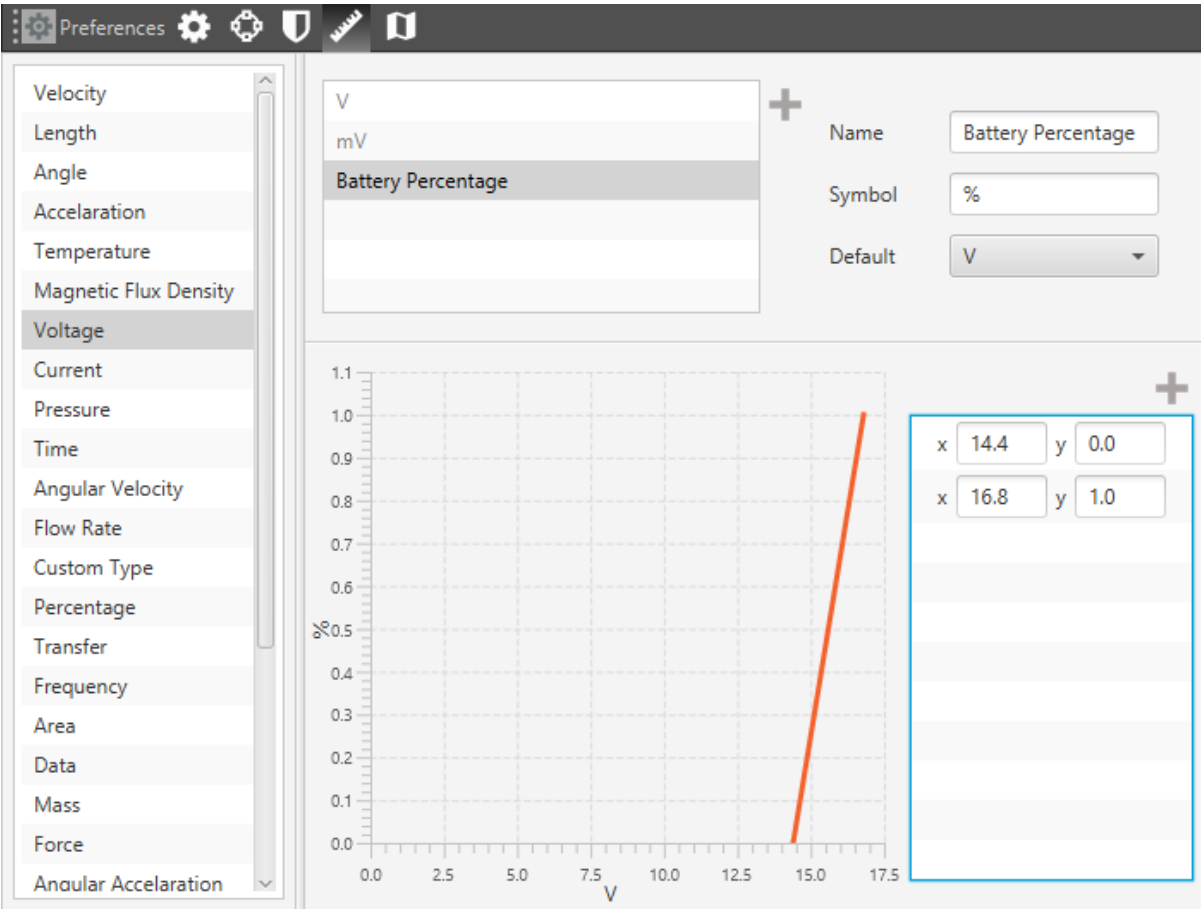 Preferences
Velocity
Length
Angle
Accelaration
Temperature
Magnetic Flux Density
Voltage
Current
Pressure
Time
Angular Velocity
Flow Rate
Custom Type
Percentage
Transfer
Frequency
Area
Data
Mass
Force
Angular Accelaration
V
mV
Battery Percentage
Name Battery Percentage
Symbol %
Default V
1.1
1.0
0.9
0.8
0.7
0.6
0.5
0.4
0.3
0.2
0.1
0.0
%
0.0 2.5 5.0 7.5 10.0 12.5 15.0 17.5
V
x 14.4 y 0.0
x 16.8 y 1.0